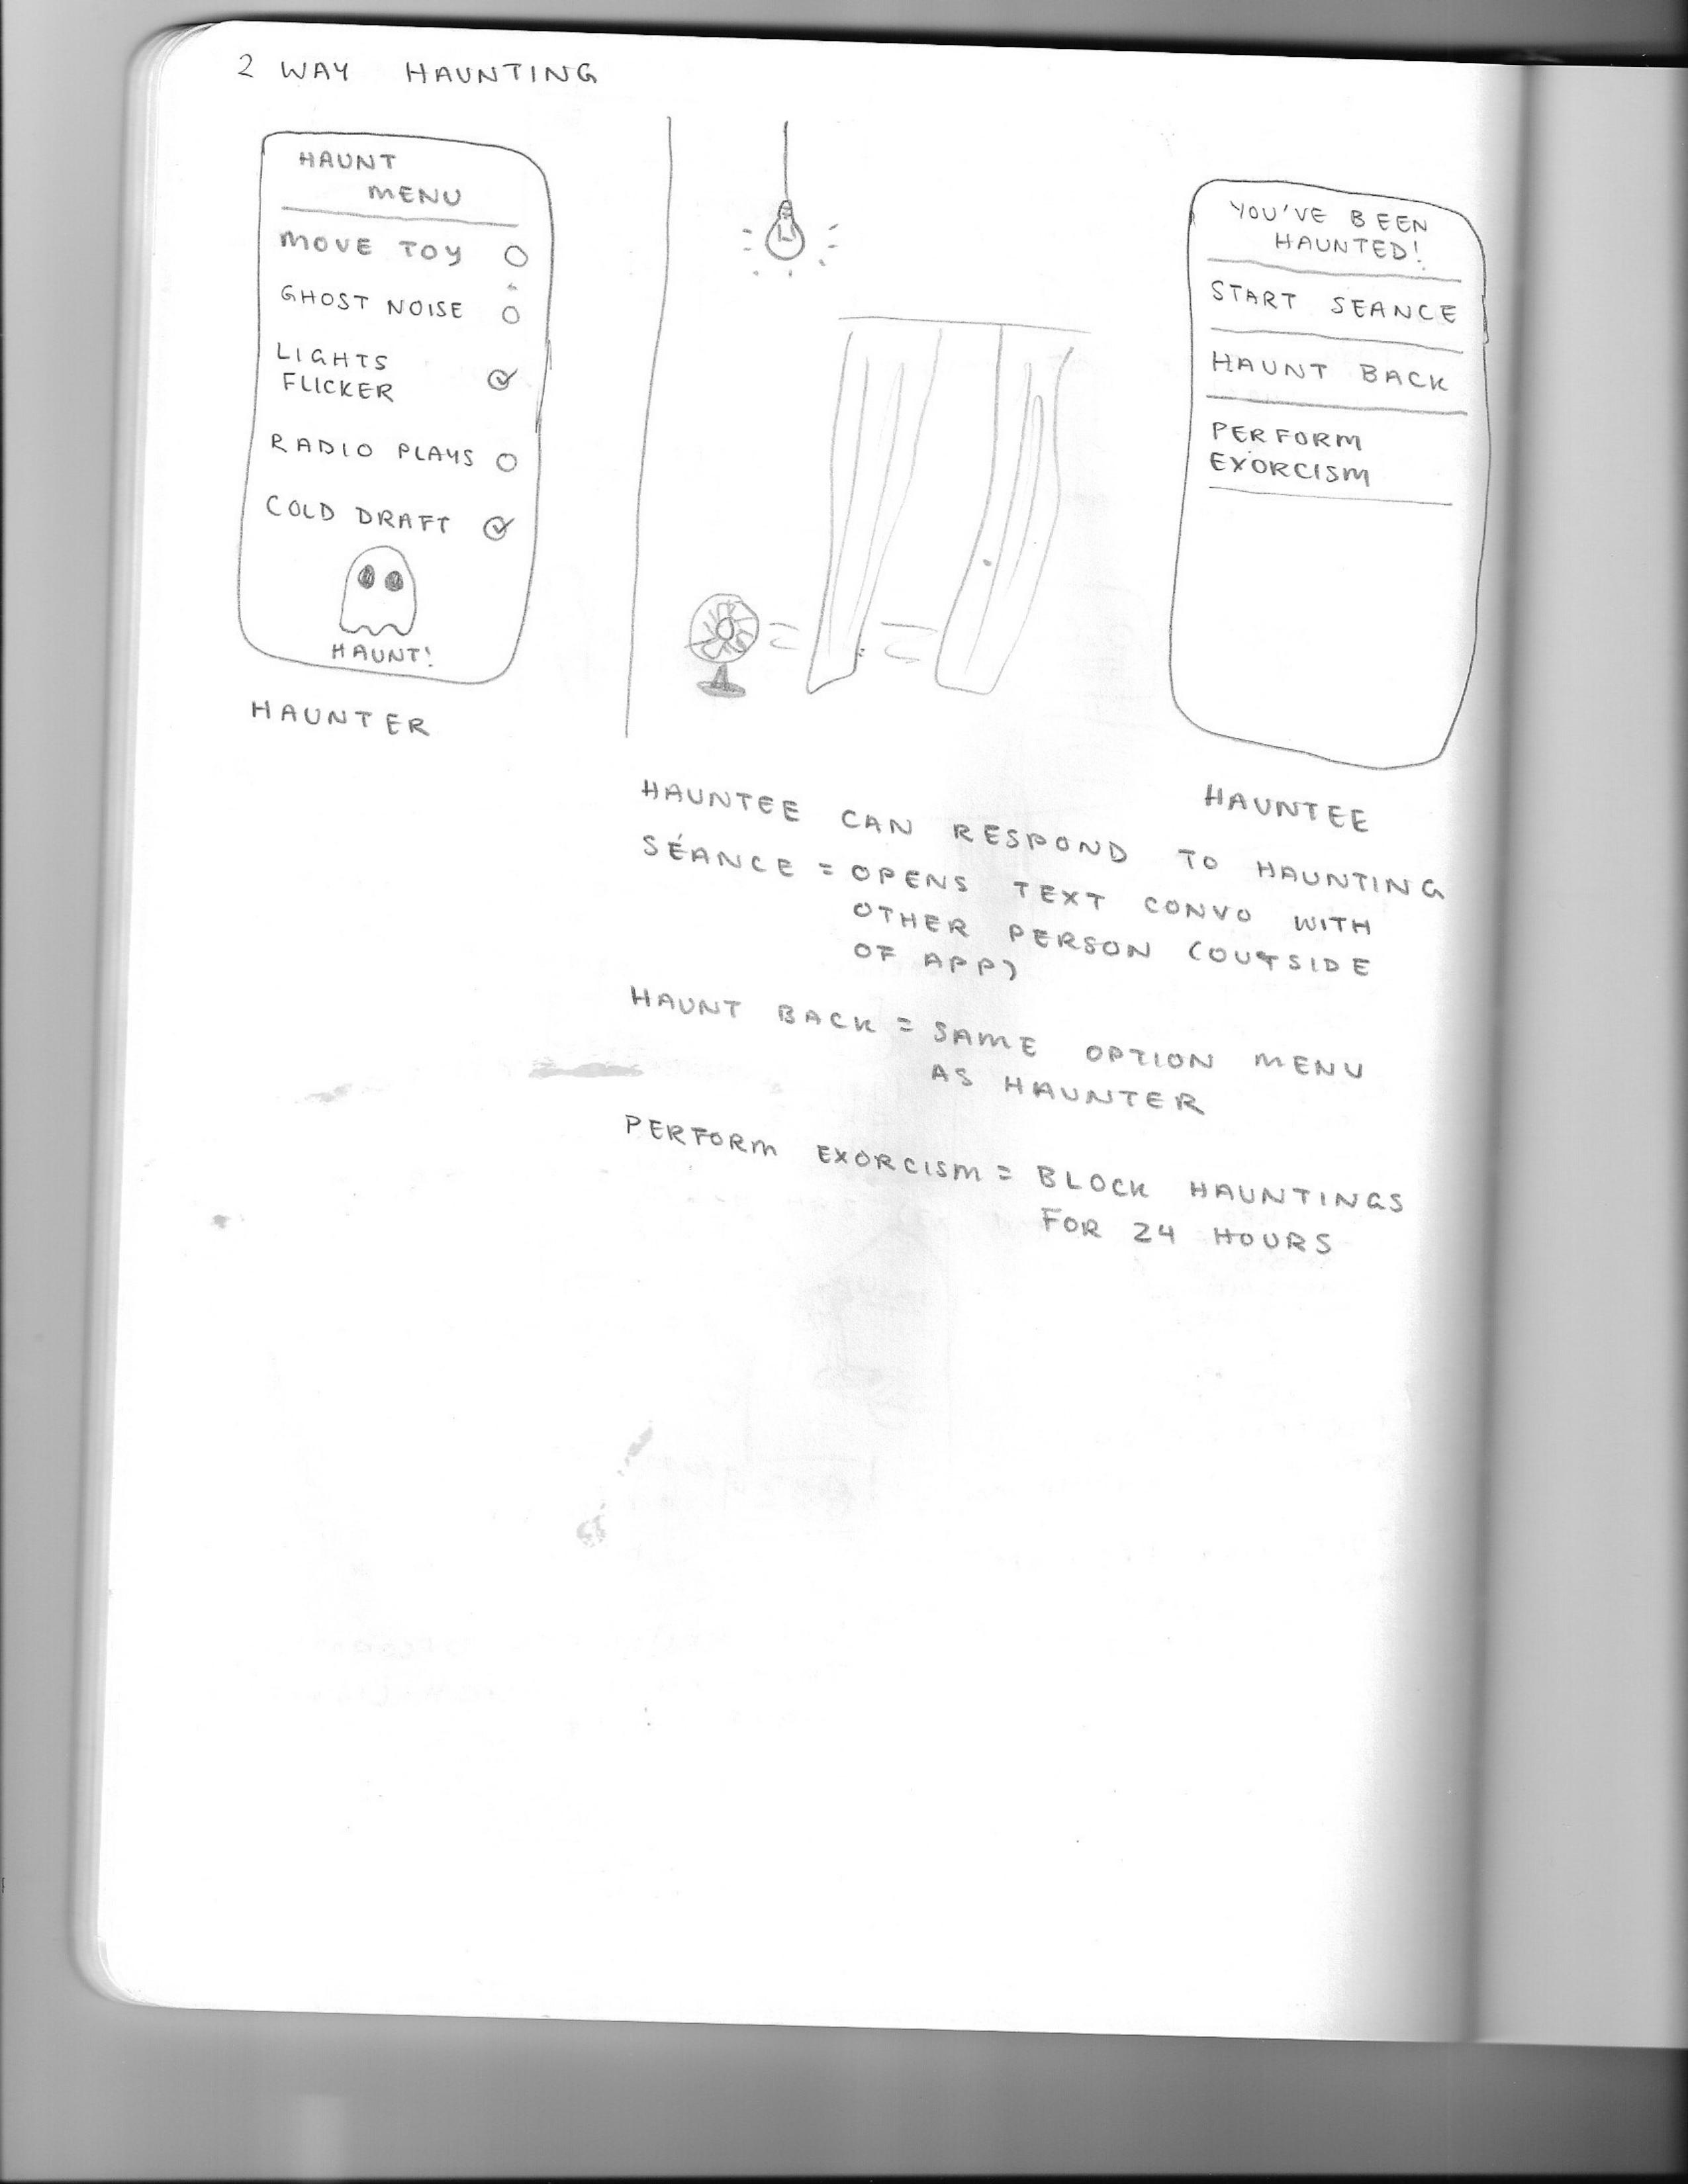 2 WAY HAUNTING
HAUNT
MENU
MOVE TOY
GHOST NOISE
LIGHTS
FLICKER
RADIO PLAYS
COLD DRAFT
HAUNT!
HAUNTER
YOU'VE BEEN
HAUNTED!
START SEANCE
HAUNT BACK
PERFORM
EXORCISM
HAUNTEE
HAUNTEE CAN RESPOND TO HAUNTING
SÉANCE = OPENS TEXT CONVO WITH
OTHER PERSON (OUTSIDE
OF APP)
HAUNT BACK = SAME OPTION MENU
AS HAUNTER
PERFORM EXORCISM = BLOCK HAUNTINGS
FOR 24 HOURS